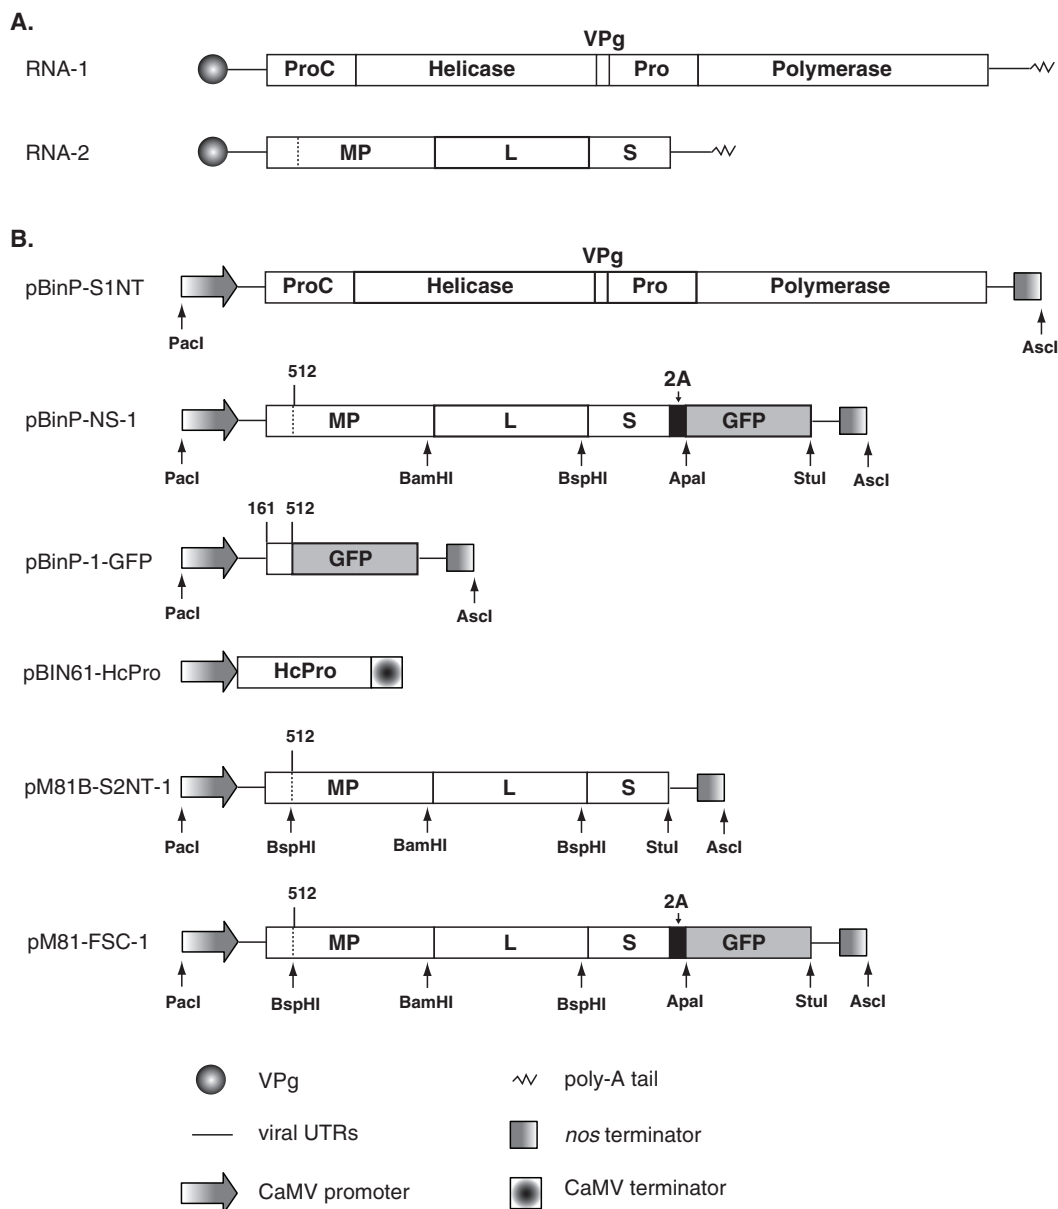 A.
VPg
RNA-1 ProC Helicase Pro Polymerase
RNA-2 MP L S
B.
VPg
pBinP-S1NT ProC Helicase Pro Polymerase
PacI AscI
512 2A
pBinP-NS-1 MP L S GFP
PacI BamHI BspHI ApaI StuI AscI
161 512
pBinP-1-GFP GFP
PacI AscI
pBIN61-HcPro HcPro
512
pM81B-S2NT-1 MP L S
PacI BspHI BamHI BspHI StuI AscI
512 2A
pM81-FSC-1 MP L S GFP
PacI BspHI BamHI BspHI ApaI StuI AscI
VPg poly-A tail
viral UTRs nos terminator
CaMV promoter CaMV terminator